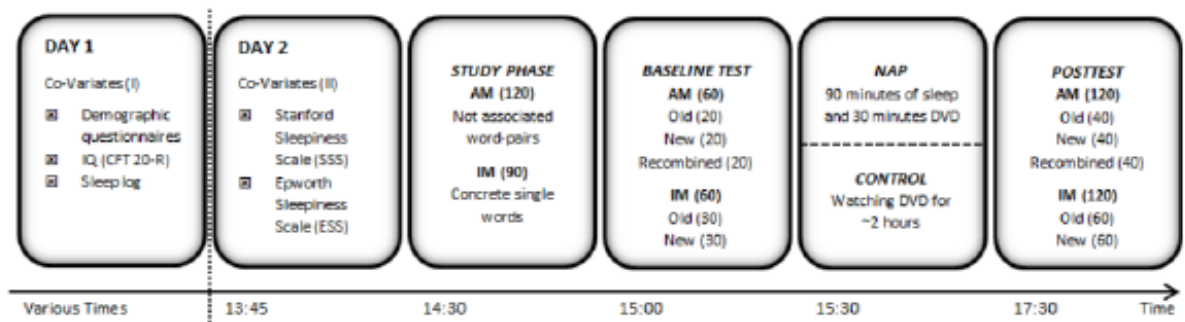 DAY 1
Co-Variates (I)
Demographic
questionnaires
IQ (CFT 20-R)
Sleep log
DAY 2
Co-Variates (II)
Stanford
Sleepiness
Scale (SSS)
Epworth
Sleepiness
Scale (ESS)
STUDY PHASE
AM (120)
Not associated
word-pairs
IM (90)
Concrete single
words
BASELINE TEST
AM (60)
Old (20)
New (20)
Recombined (20)
IM (60)
Old (30)
New (30)
NAP
90 minutes of sleep
and 30 minutes DVD
CONTROL
Watching DVD for
~2 hours
POSTTEST
AM (120)
Old (40)
New (40)
Recombined (40)
IM (120)
Old (60)
New (60)
Various Times
13:45
14:30
15:00
15:30
17:30
Time